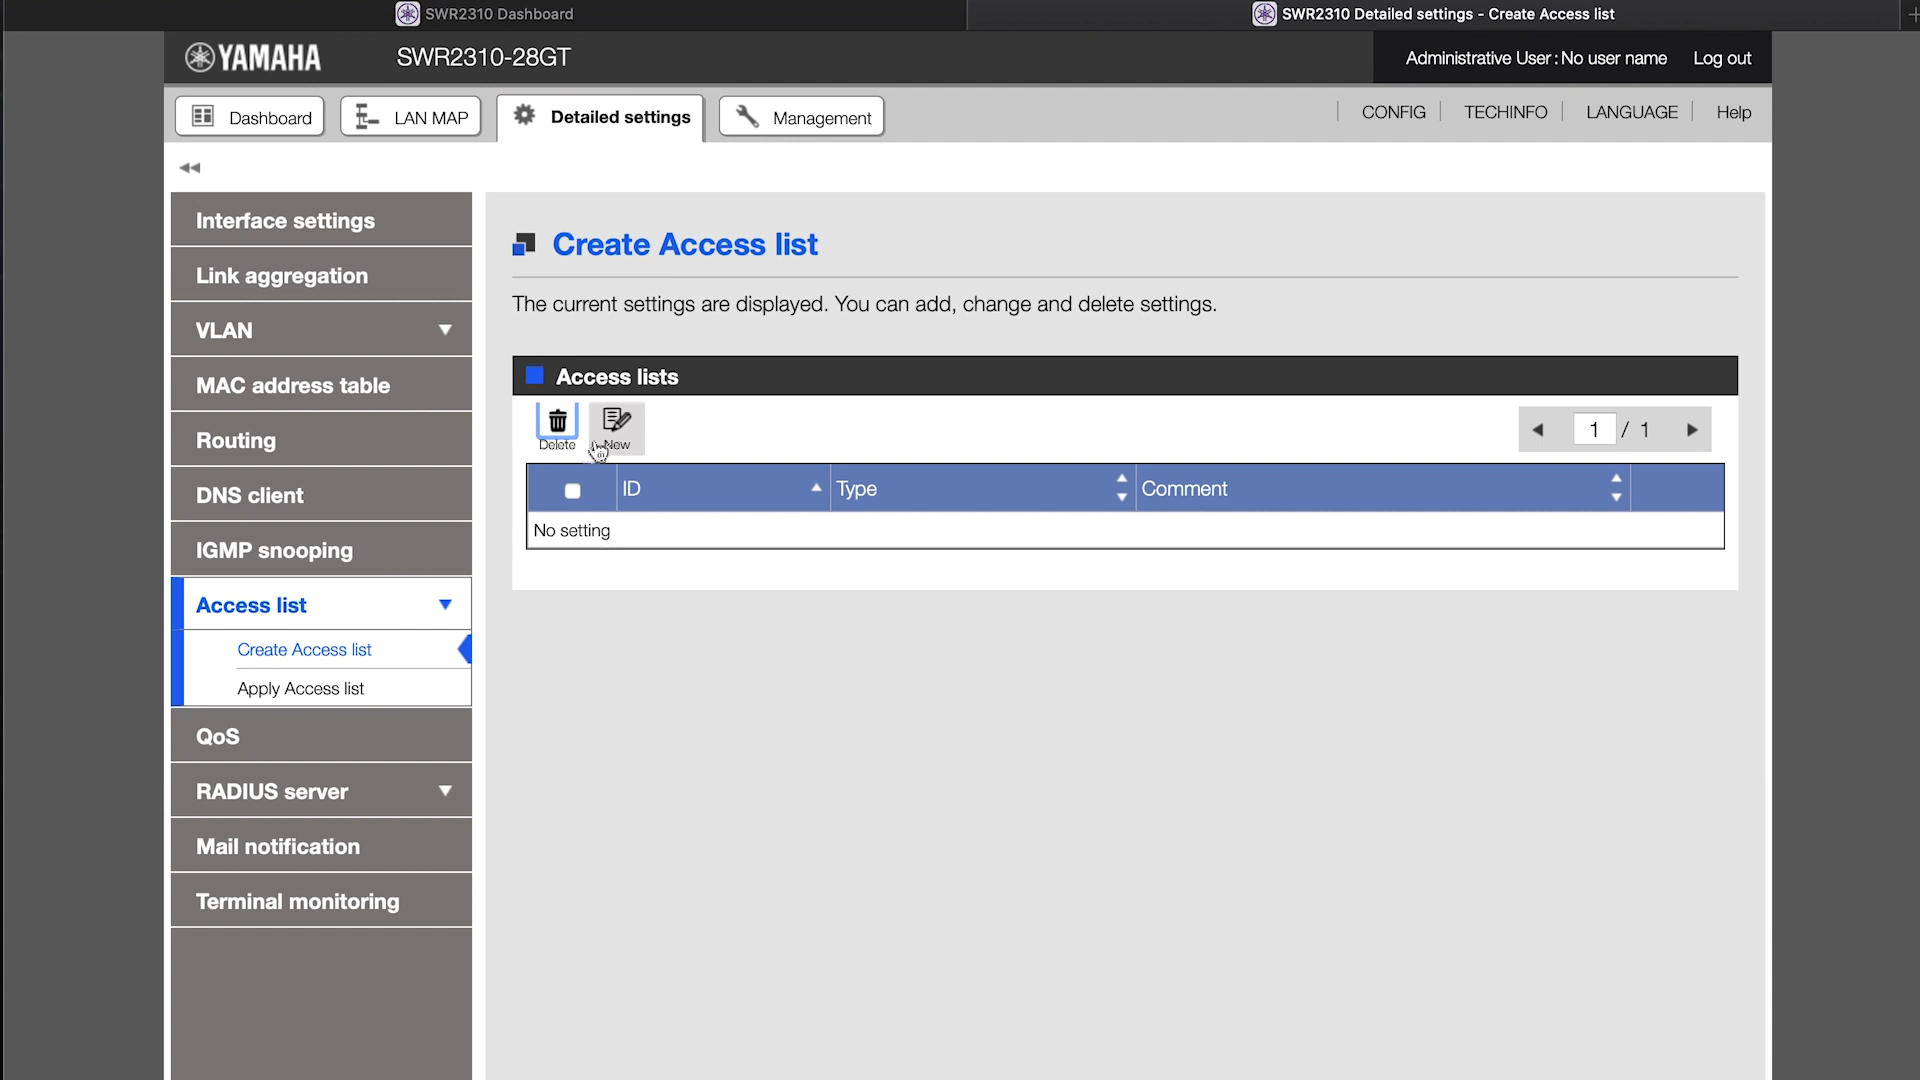 SWR2310 Dashboard
SWR2310 Detailed settings - Create Access list
YAMAHA
SWR2310-28GT
Administrative User : No user name
Log out
Dashboard
LAN MAP
Detailed settings
Management
CONFIG
TECHINFO
LANGUAGE
Help
Interface settings
Link aggregation
VLAN
MAC address table
Routing
DNS client
IGMP snooping
Access list
Create Access list
Apply Access list
QoS
RADIUS server
Mail notification
Terminal monitoring
Create Access list
The current settings are displayed. You can add, change and delete settings.
Access lists
Delete
New
1 / 1
ID
Type
Comment
No setting